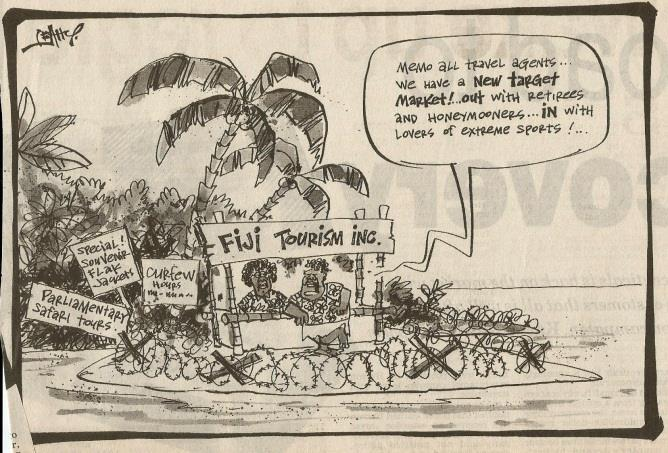 MEMO ALL TRAVEL AGENTS...
WE HAVE A NEW TARGET
MARKET!..OUT WITH RETIREES
AND HONEYMOONERS...IN WITH
LOVERS OF EXTREME SPORTS!...
FIJI TOURISM INC.
SPECIAL!
SOUVENIR
FLAK
JACKETS
CURFEW
HOURS
PARLIAMENTARY
SAFARI TOURS